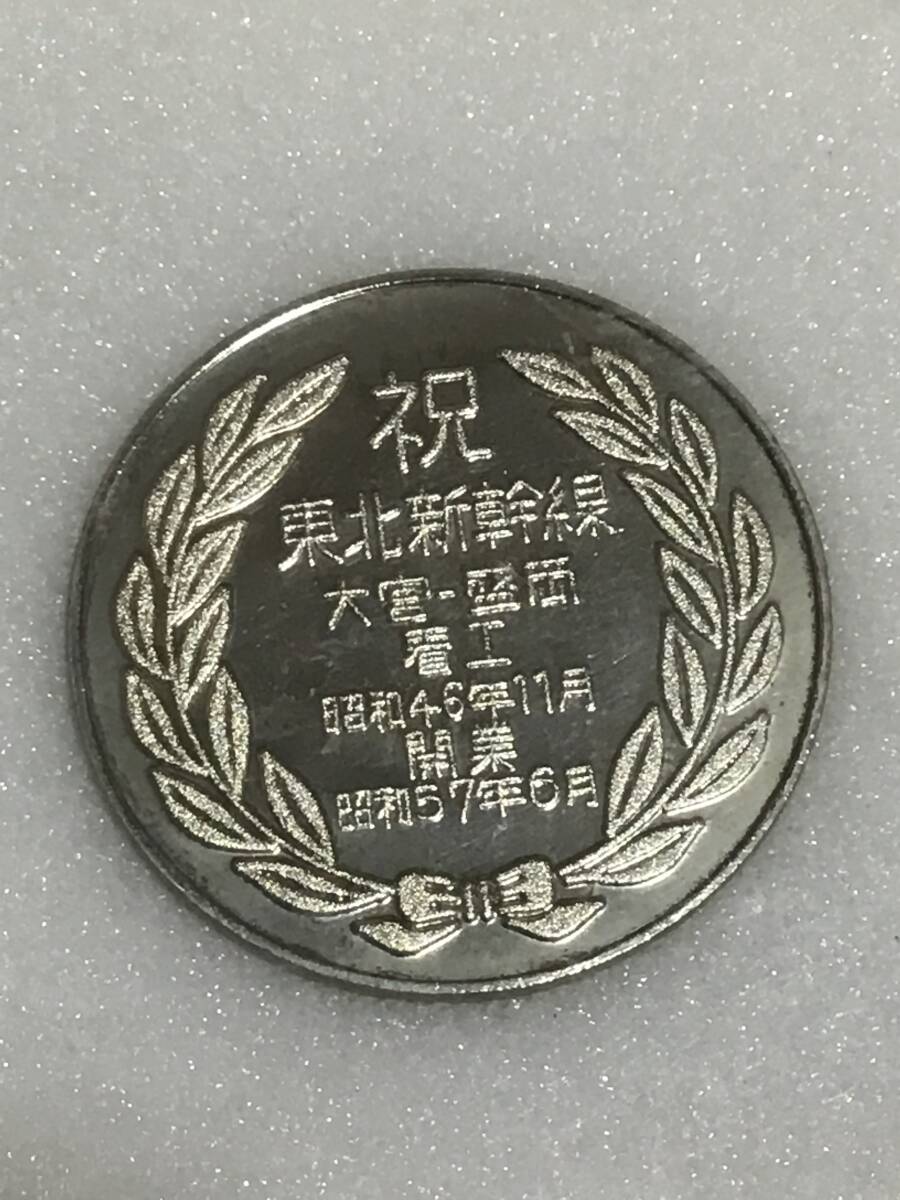 祝
東北新幹線
大宮-盛岡
着工
昭和46年11月
開業
昭和57年6月